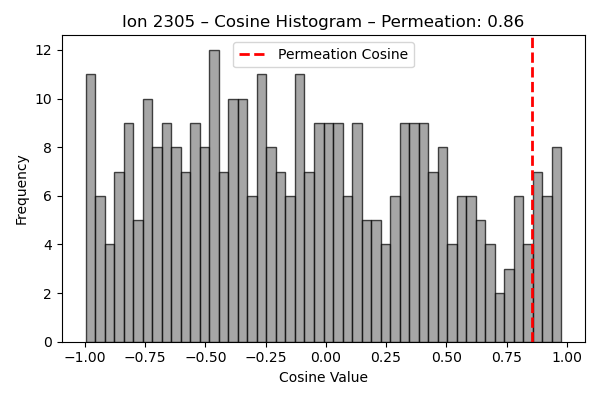 Ion 2305 – Cosine Histogram – Permeation: 0.86
Permeation Cosine
Frequency
12
10
8
6
4
2
0
−1.00 −0.75 −0.50 −0.25 0.00 0.25 0.50 0.75 1.00
Cosine Value